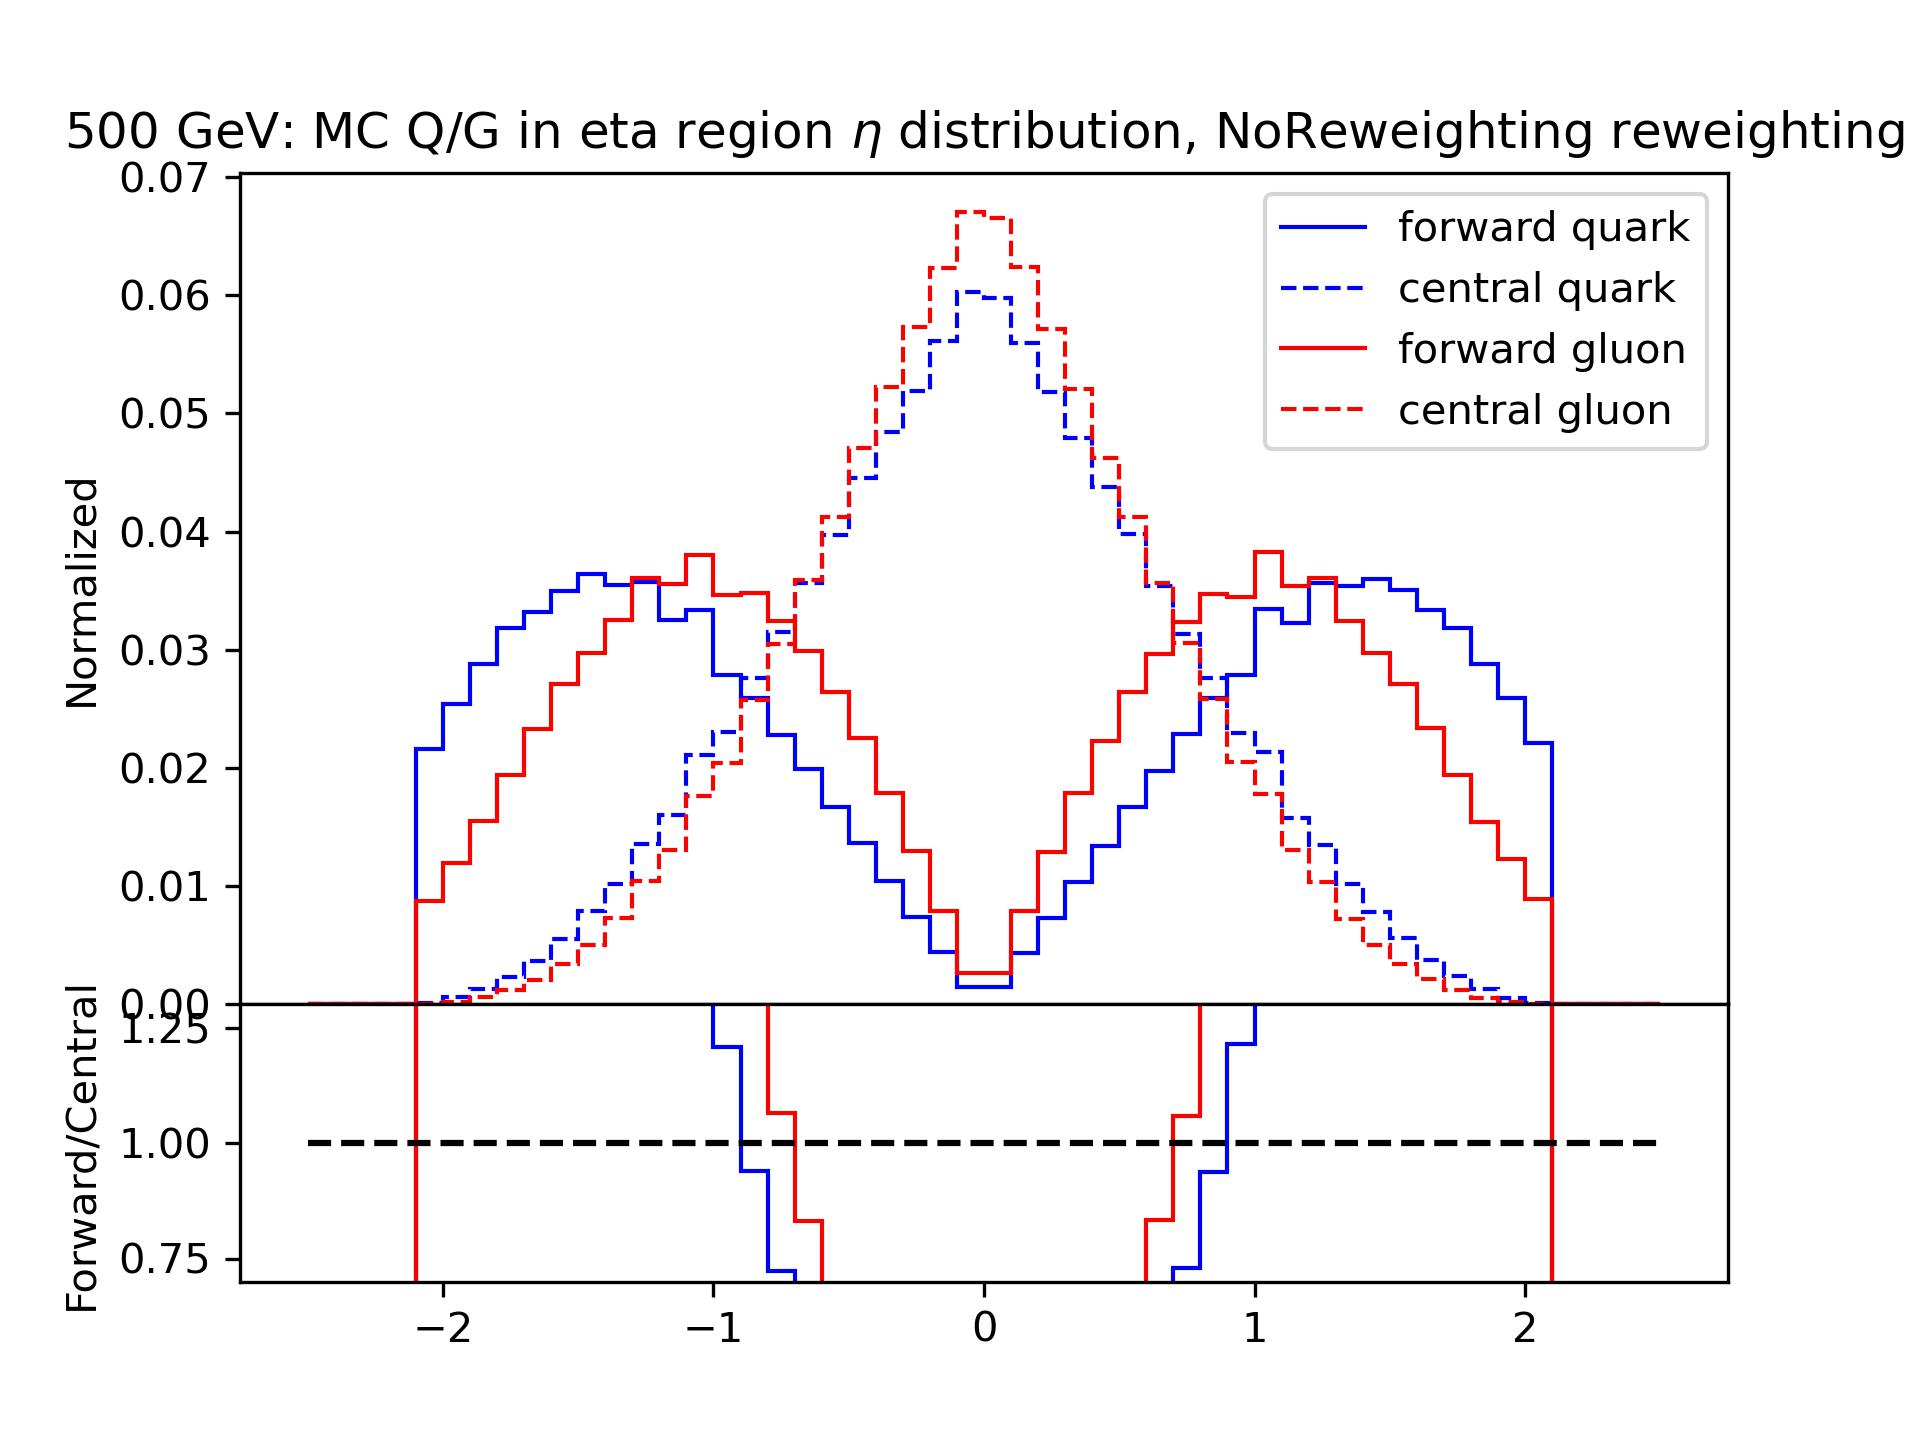 500 GeV: MC Q/G in eta region η distribution, NoReweighting reweighting
0.07
0.06
0.05
0.04
0.03
0.02
0.01
0.00
Normalized
forward quark
central quark
forward gluon
central gluon
1.25
1.00
0.75
Forward/Central
−2 −1 0 1 2